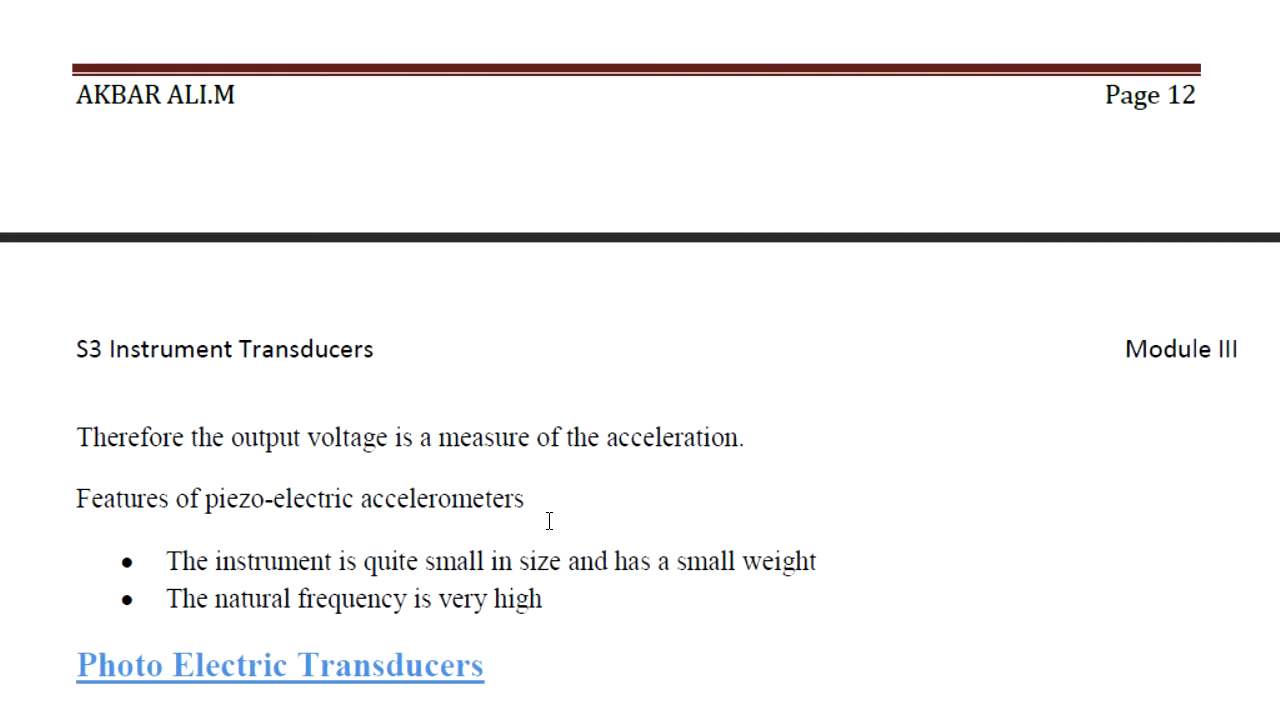 AKBAR ALI.M Page 12
S3 Instrument Transducers Module III
Therefore the output voltage is a measure of the acceleration.
Features of piezo-electric accelerometers
• The instrument is quite small in size and has a small weight
• The natural frequency is very high
Photo Electric Transducers